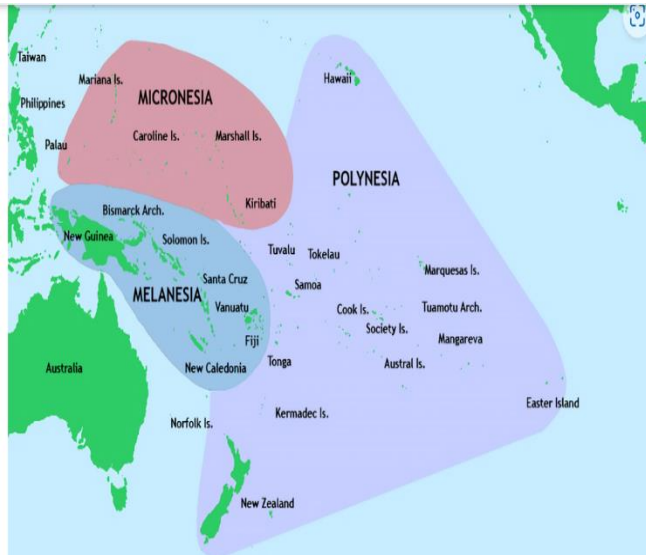 Taiwan
Hawaii
Mariana Is.
MICRONESIA
Philippines
Caroline Is.
Marshall Is.
Palau
POLYNESIA
Kiribati
Bismarck Arch.
New Guinea
Solomon Is.
Tuvalu
Tokelau
Marquesas Is.
Santa Cruz
Samoa
MELANESIA
Vanuatu
Cook Is.
Tuamotu Arch.
Society Is.
Fiji
Mangareva
Tonga
Austral Is.
Australia
New Caledonia
Easter Island
Kermadec Is.
Norfolk Is.
New Zealand